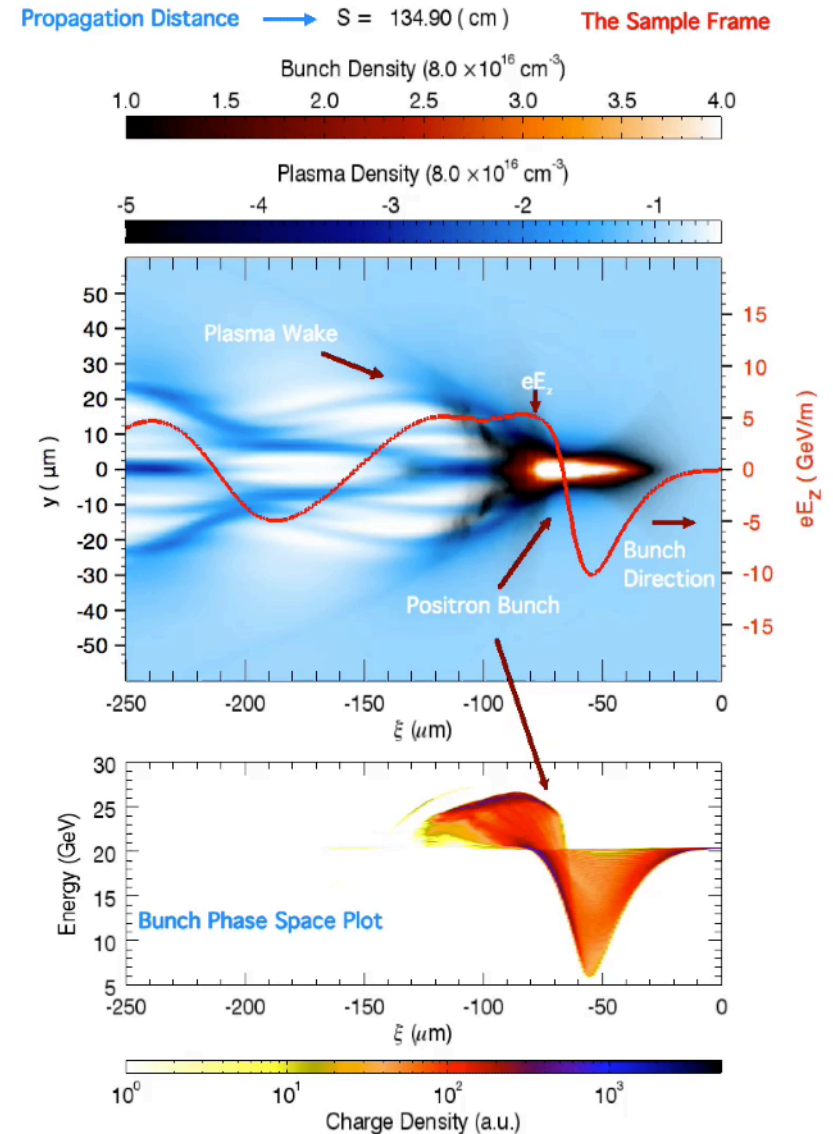 Propagation Distance → S = 134.90 ( cm ) The Sample Frame
Bunch Density (8.0 ×10¹⁶ cm⁻³)
1.0 1.5 2.0 2.5 3.0 3.5 4.0
Plasma Density (8.0 ×10¹⁶ cm⁻³)
-5 -4 -3 -2 -1
50
40
30
20
10
0
-10
-20
-30
-40
-50
y ( μm )
Plasma Wake
eE_z
Bunch
Direction
Positron Bunch
15
10
5
0
-5
-10
-15
eE_Z ( GeV/m )
-250 -200 -150 -100 -50 0
ξ (μm)
30
25
20
15
10
5
Energy (GeV)
Bunch Phase Space Plot
-250 -200 -150 -100 -50 0
ξ (μm)
10⁰ 10¹ 10² 10³
Charge Density (a.u.)